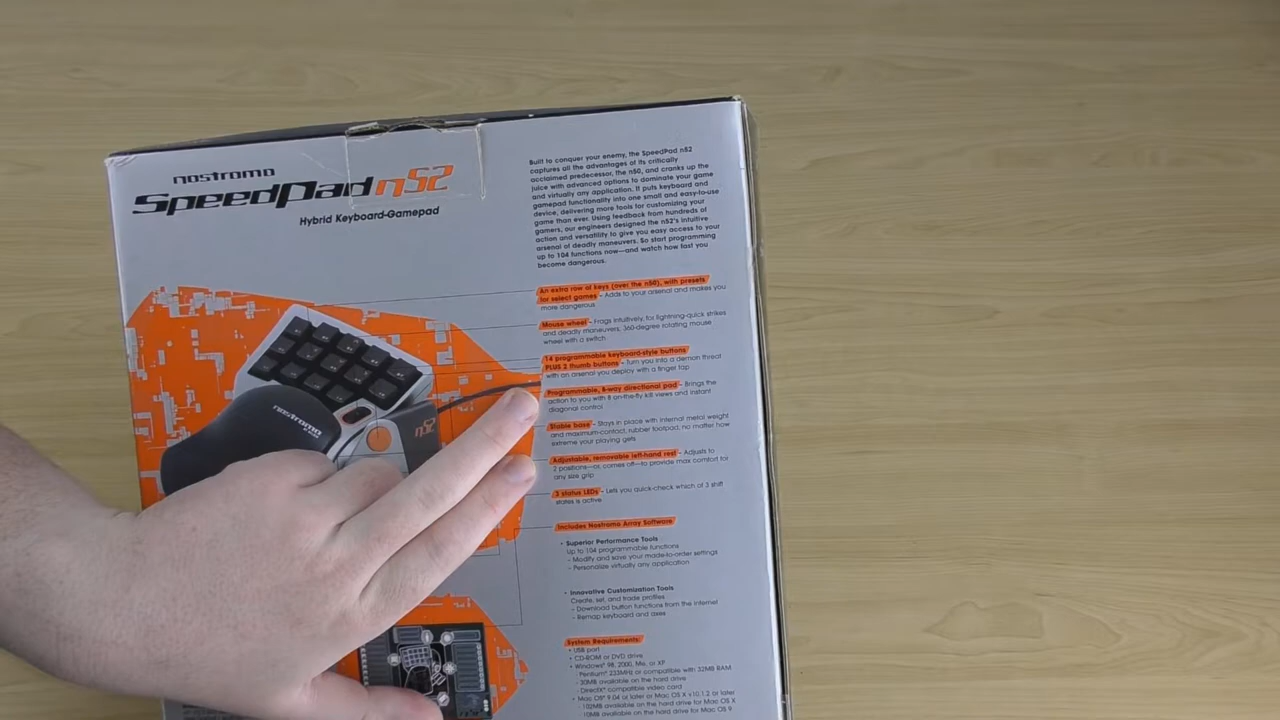 nostromo
SpeedPad n52
Hybrid Keyboard-Gamepad
Built to conquer your enemy, the SpeedPad n52
captures all the advantages of its critically
acclaimed predecessor, the n50, and cranks up the
juice with advanced options to dominate your game
and virtually any application. It puts keyboard and
gamepad functionality into one small and easy-to-use
device, delivering more tools for customizing your
game than ever. Using feedback from hundreds of
gamers, our engineers designed the n52's intuitive
action and versatility to give you easy access to your
arsenal of deadly maneuvers. So start programming
up to 104 functions now—and watch how fast you
become dangerous.
An extra row of keys (over the n50), with presets
for select games – Adds to your arsenal and makes you
more dangerous
Mouse wheel – Frags intuitively, for lightning-quick strikes
and deadly maneuvers, 360-degree rotating mouse
wheel with a switch
14 programmable keyboard-style buttons
PLUS 2 thumb buttons – Turn you into a demon threat
with an arsenal you deploy with a finger tap
Programmable, 8-way directional pad – Brings the
action to you with 8 on-the-fly kill views and instant
diagonal control
Stable base – Stays in place with internal metal weight
and maximum-contact, rubber footpad, no matter how
extreme your playing gets
Adjustable, removable left-hand rest – Adjusts to
2 positions—or, comes off—to provide max comfort for
any size grip
3 status LEDs – Lets you quick-check which of 3 shift
states is active
Includes Nostromo Array Software
• Superior Performance Tools
Up to 104 programmable functions
– Modify and save your made-to-order settings
– Personalize virtually any application
• Innovative Customization Tools
Create, set, and trade profiles
– Download button functions from the internet
– Remap keyboard and axes
System Requirements:
• USB port
• CD-ROM or DVD drive
• Windows® 98, 2000, Me, or XP
– Pentium® 233MHz or compatible with 32MB RAM
– 30MB available on the hard drive
– DirectX® compatible video card
• Mac OS® 9.04 or later or Mac OS X v10.1.2 or later
– 102MB available on the hard drive for Mac OS X
– 10MB available on the hard drive for Mac OS 9
nostromo
n52